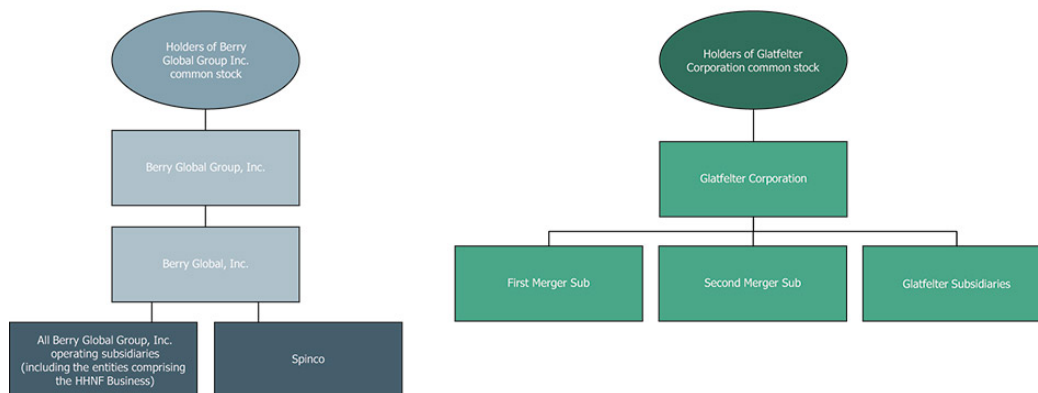 Holders of Berry
Global Group Inc.
common stock
Berry Global Group, Inc.
Berry Global, Inc.
All Berry Global Group, Inc.
operating subsidiaries
(including the entities comprising
the HHNF Business)
Spinco
Holders of Glatfelter
Corporation common stock
Glatfelter Corporation
First Merger Sub
Second Merger Sub
Glatfelter Subsidiaries